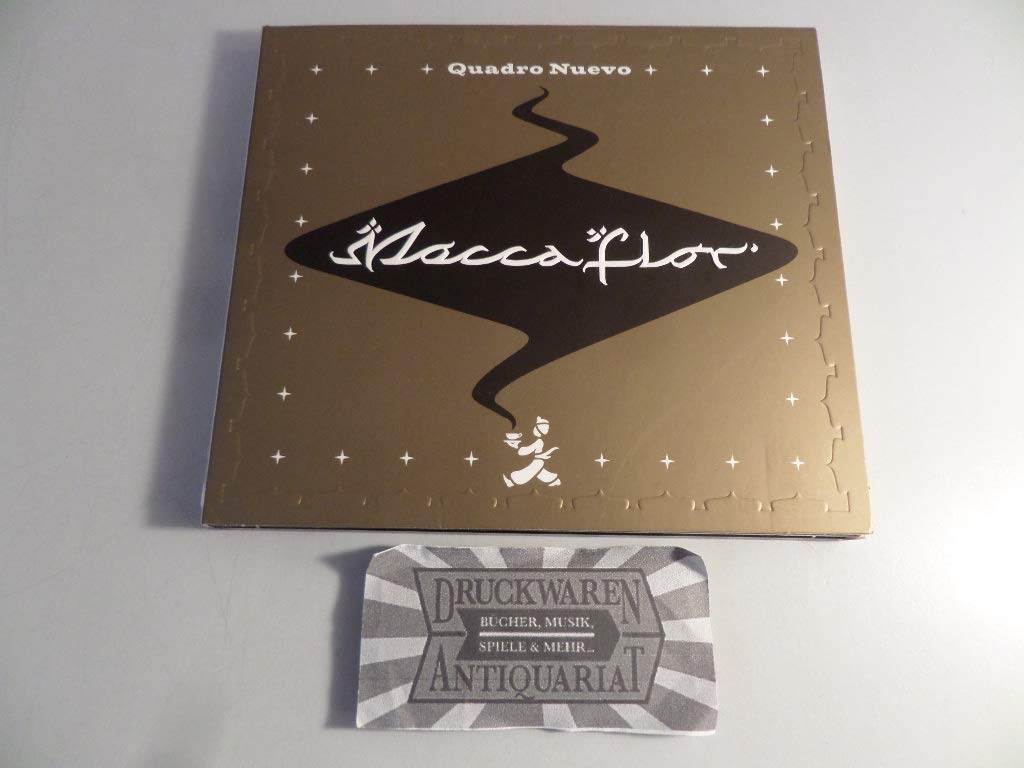 Quadro Nuevo
Mocca flor
DRUCKWAREN
BÜCHER, MUSIK,
SPIELE & MEHR...
ANTIQUARIAT